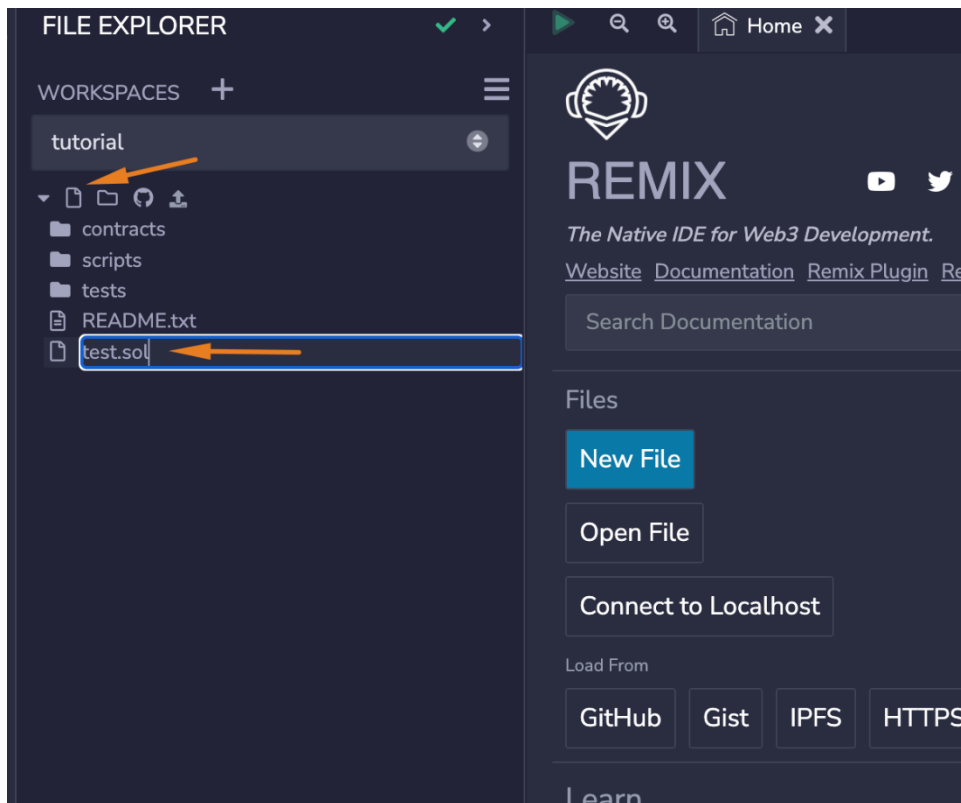 FILE EXPLORER
WORKSPACES
tutorial
contracts
scripts
tests
README.txt
test.sol
Home
REMIX
The Native IDE for Web3 Development.
Website Documentation Remix Plugin Re
Search Documentation
Files
New File
Open File
Connect to Localhost
Load From
GitHub Gist IPFS HTTPS
Learn